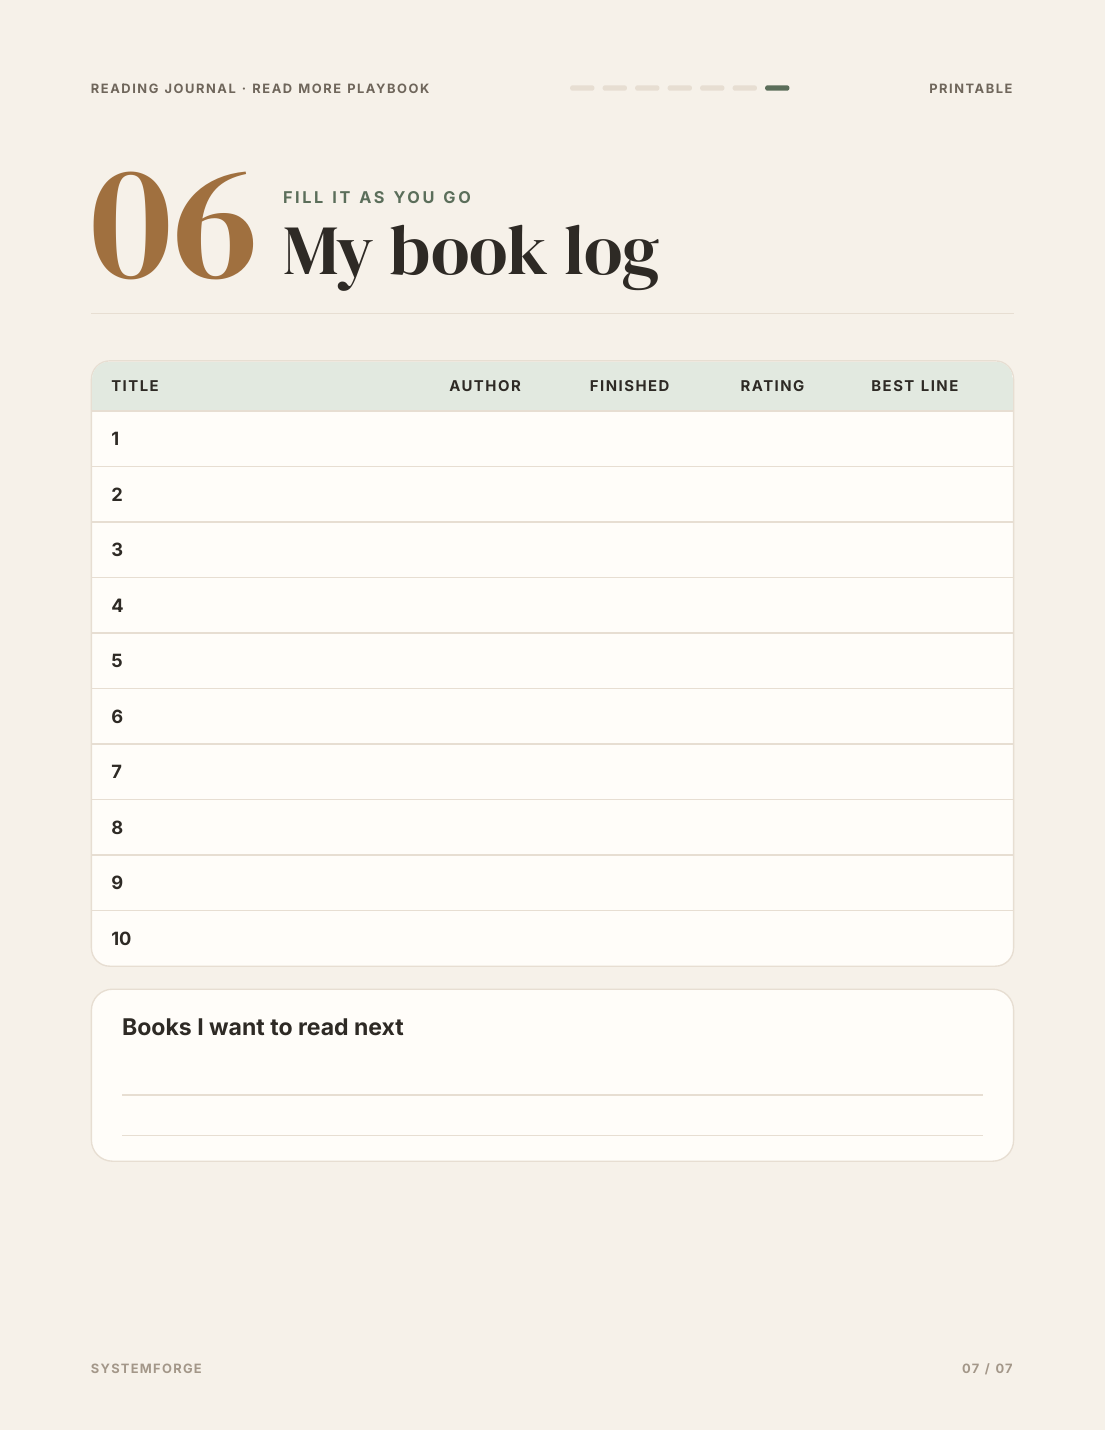 READING JOURNAL · READ MORE PLAYBOOK
PRINTABLE
06
FILL IT AS YOU GO
My book log
TITLE AUTHOR FINISHED RATING BEST LINE
1
2
3
4
5
6
7
8
9
10
Books I want to read next
SYSTEMFORGE
07 / 07